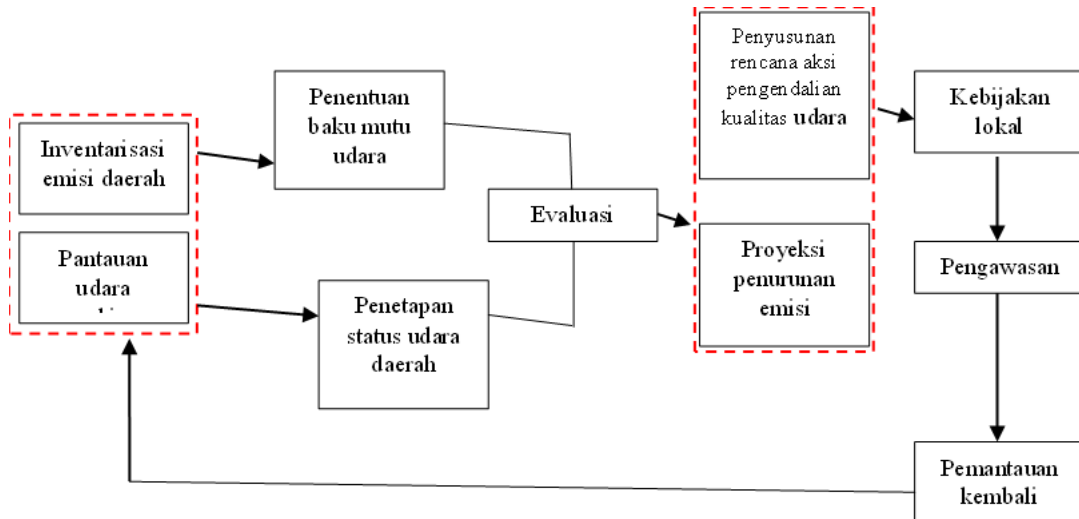 Inventarisasi
emisi daerah
Pantauan
udara
Penentuan
baku mutu
udara
Penetapan
status udara
daerah
Evaluasi
Penyusunan
rencana aksi
pengendalian
kualitas udara
Proyeksi
penurunan
emisi
Kebijakan
lokal
Pengawasan
Pemantauan
kembali